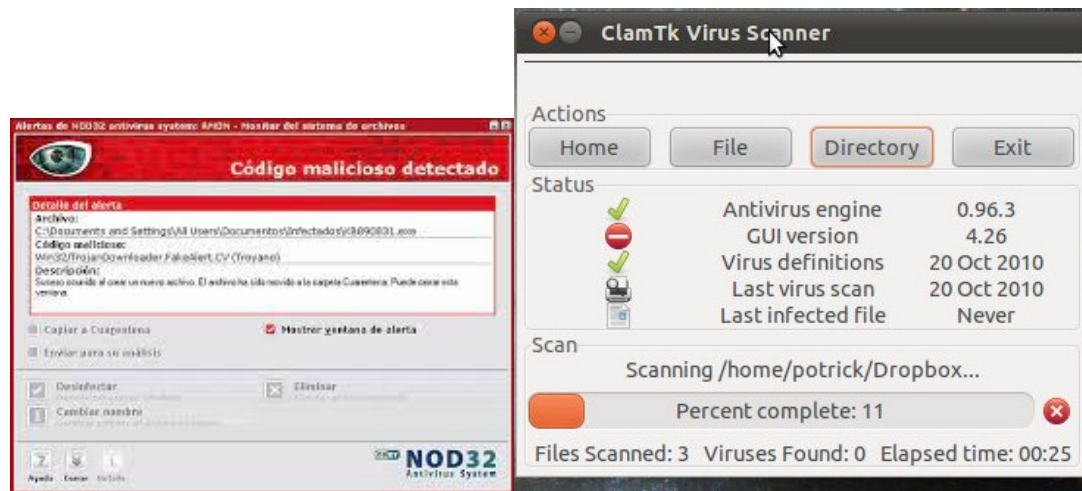 Alertas de NOD32 antivirus system: AMON - Monitor del sistema de archivos
Código malicioso detectado
Detalle del alerta
Archivo:
C:\Documents and Settings\All Users\Documentos\Infectados\KB890831.exe
Código malicioso:
Win32/TrojanDownloader.FakeAlert.CV (Troyano)
Descripción:
Suceso ocurrido al crear un nuevo archivo. El archivo ha sido movido a la carpeta Cuarentena. Puede cerrar esta
ventana.
Copiar a Cuarentena
Mostrar ventana de alerta
Enviar para su análisis
Desinfectar
Eliminar
Cambiar nombre
Ayuda
Cerrar
Detalle
eset NOD32
Antivirus System
ClamTk Virus Scanner
Actions
Home File Directory Exit
Status
Antivirus engine 0.96.3
GUI version 4.26
Virus definitions 20 Oct 2010
Last virus scan 20 Oct 2010
Last infected file Never
Scan
Scanning /home/potrick/Dropbox...
Percent complete: 11
Files Scanned: 3 Viruses Found: 0 Elapsed time: 00:25